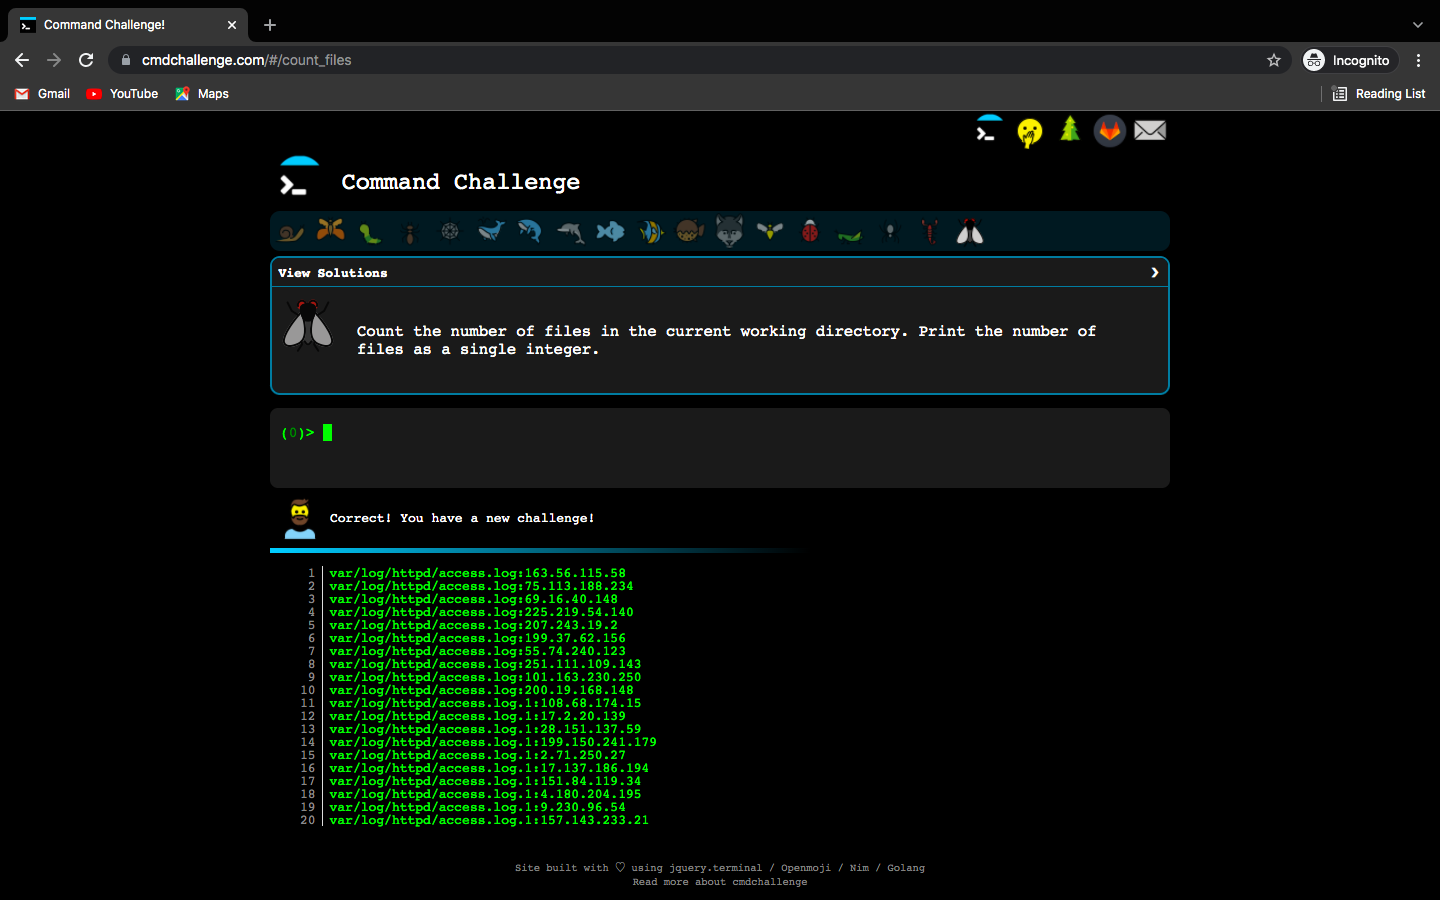 Command Challenge!
cmdchallenge.com/#/count_files
Incognito
Gmail
YouTube
Maps
Reading List
Command Challenge
View Solutions
Count the number of files in the current working directory. Print the number of
files as a single integer.
(0)>
Correct! You have a new challenge!
1 var/log/httpd/access.log:163.56.115.58
2 var/log/httpd/access.log:75.113.188.234
3 var/log/httpd/access.log:69.16.40.148
4 var/log/httpd/access.log:225.219.54.140
5 var/log/httpd/access.log:207.243.19.2
6 var/log/httpd/access.log:199.37.62.156
7 var/log/httpd/access.log:55.74.240.123
8 var/log/httpd/access.log:251.111.109.143
9 var/log/httpd/access.log:101.163.230.250
10 var/log/httpd/access.log:200.19.168.148
11 var/log/httpd/access.log.1:108.68.174.15
12 var/log/httpd/access.log.1:17.2.20.139
13 var/log/httpd/access.log.1:28.151.137.59
14 var/log/httpd/access.log.1:199.150.241.179
15 var/log/httpd/access.log.1:2.71.250.27
16 var/log/httpd/access.log.1:17.137.186.194
17 var/log/httpd/access.log.1:151.84.119.34
18 var/log/httpd/access.log.1:4.180.204.195
19 var/log/httpd/access.log.1:9.230.96.54
20 var/log/httpd/access.log.1:157.143.233.21
Site built with ♡ using jquery.terminal / Openmoji / Nim / Golang
Read more about cmdchallenge